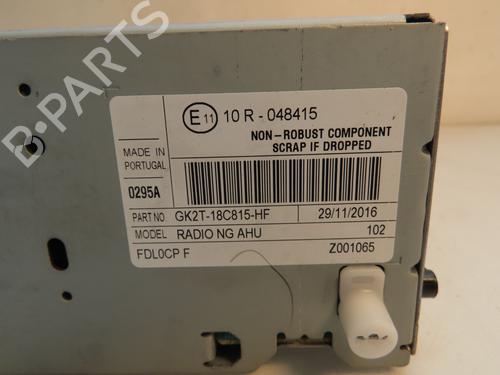 E11 10 R - 048415
NON-ROBUST COMPONENT
SCRAP IF DROPPED
MADE IN
PORTUGAL
0295A
PART NO GK2T-18C815-HF 29/11/2016
MODEL RADIO NG AHU 102
FDL0CP F Z001065
B-PARTS